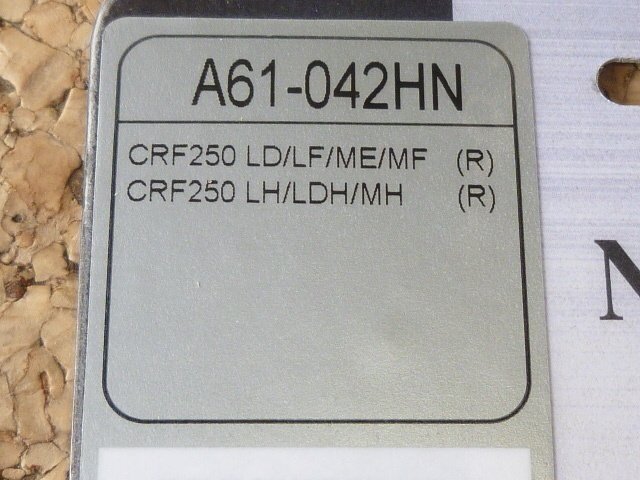 A61-042HN
CRF250 LD/LF/ME/MF (R)
CRF250 LH/LDH/MH (R)
N